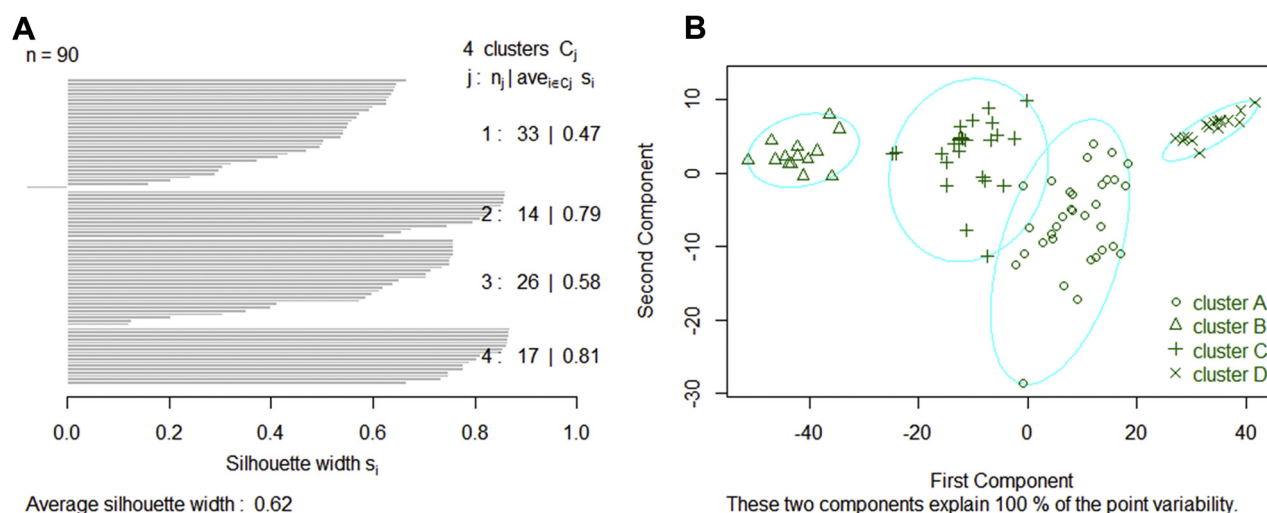 A
n = 90
4 clusters Cj
j : nj | avei∈Cj si
1 : 33 | 0.47
2 : 14 | 0.79
3 : 26 | 0.58
4 : 17 | 0.81
0.0 0.2 0.4 0.6 0.8 1.0
Silhouette width si
Average silhouette width : 0.62
B
10
0
-10
-20
-30
Second Component
cluster A
cluster B
cluster C
cluster D
-40 -20 0 20 40
First Component
These two components explain 100 % of the point variability.